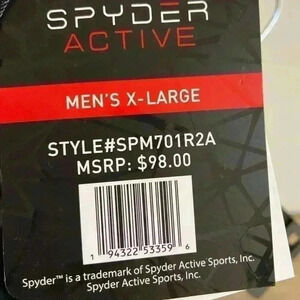 SPYDER
ACTIVE
MEN'S X-LARGE
STYLE#SPM701R2A
MSRP: $98.00
1 94322 53359 6
Spyder™ is a trademark of Spyder Active Sports, Inc.
Spyder Active Sports, Inc.